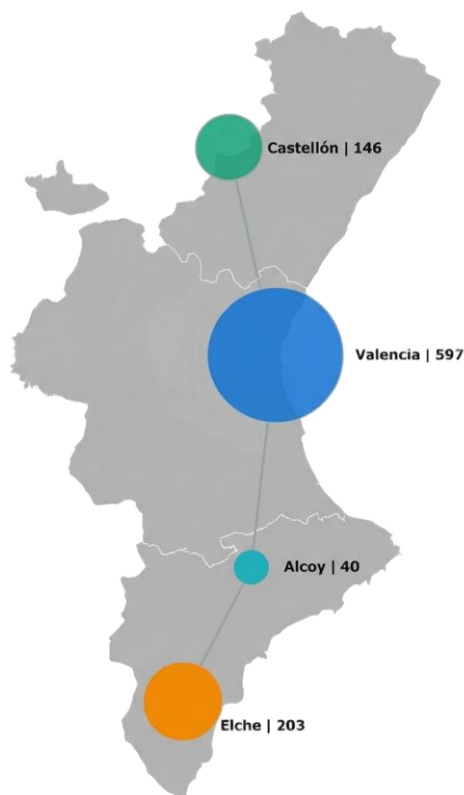 Castellón | 146
Valencia | 597
Alcoy | 40
Elche | 203